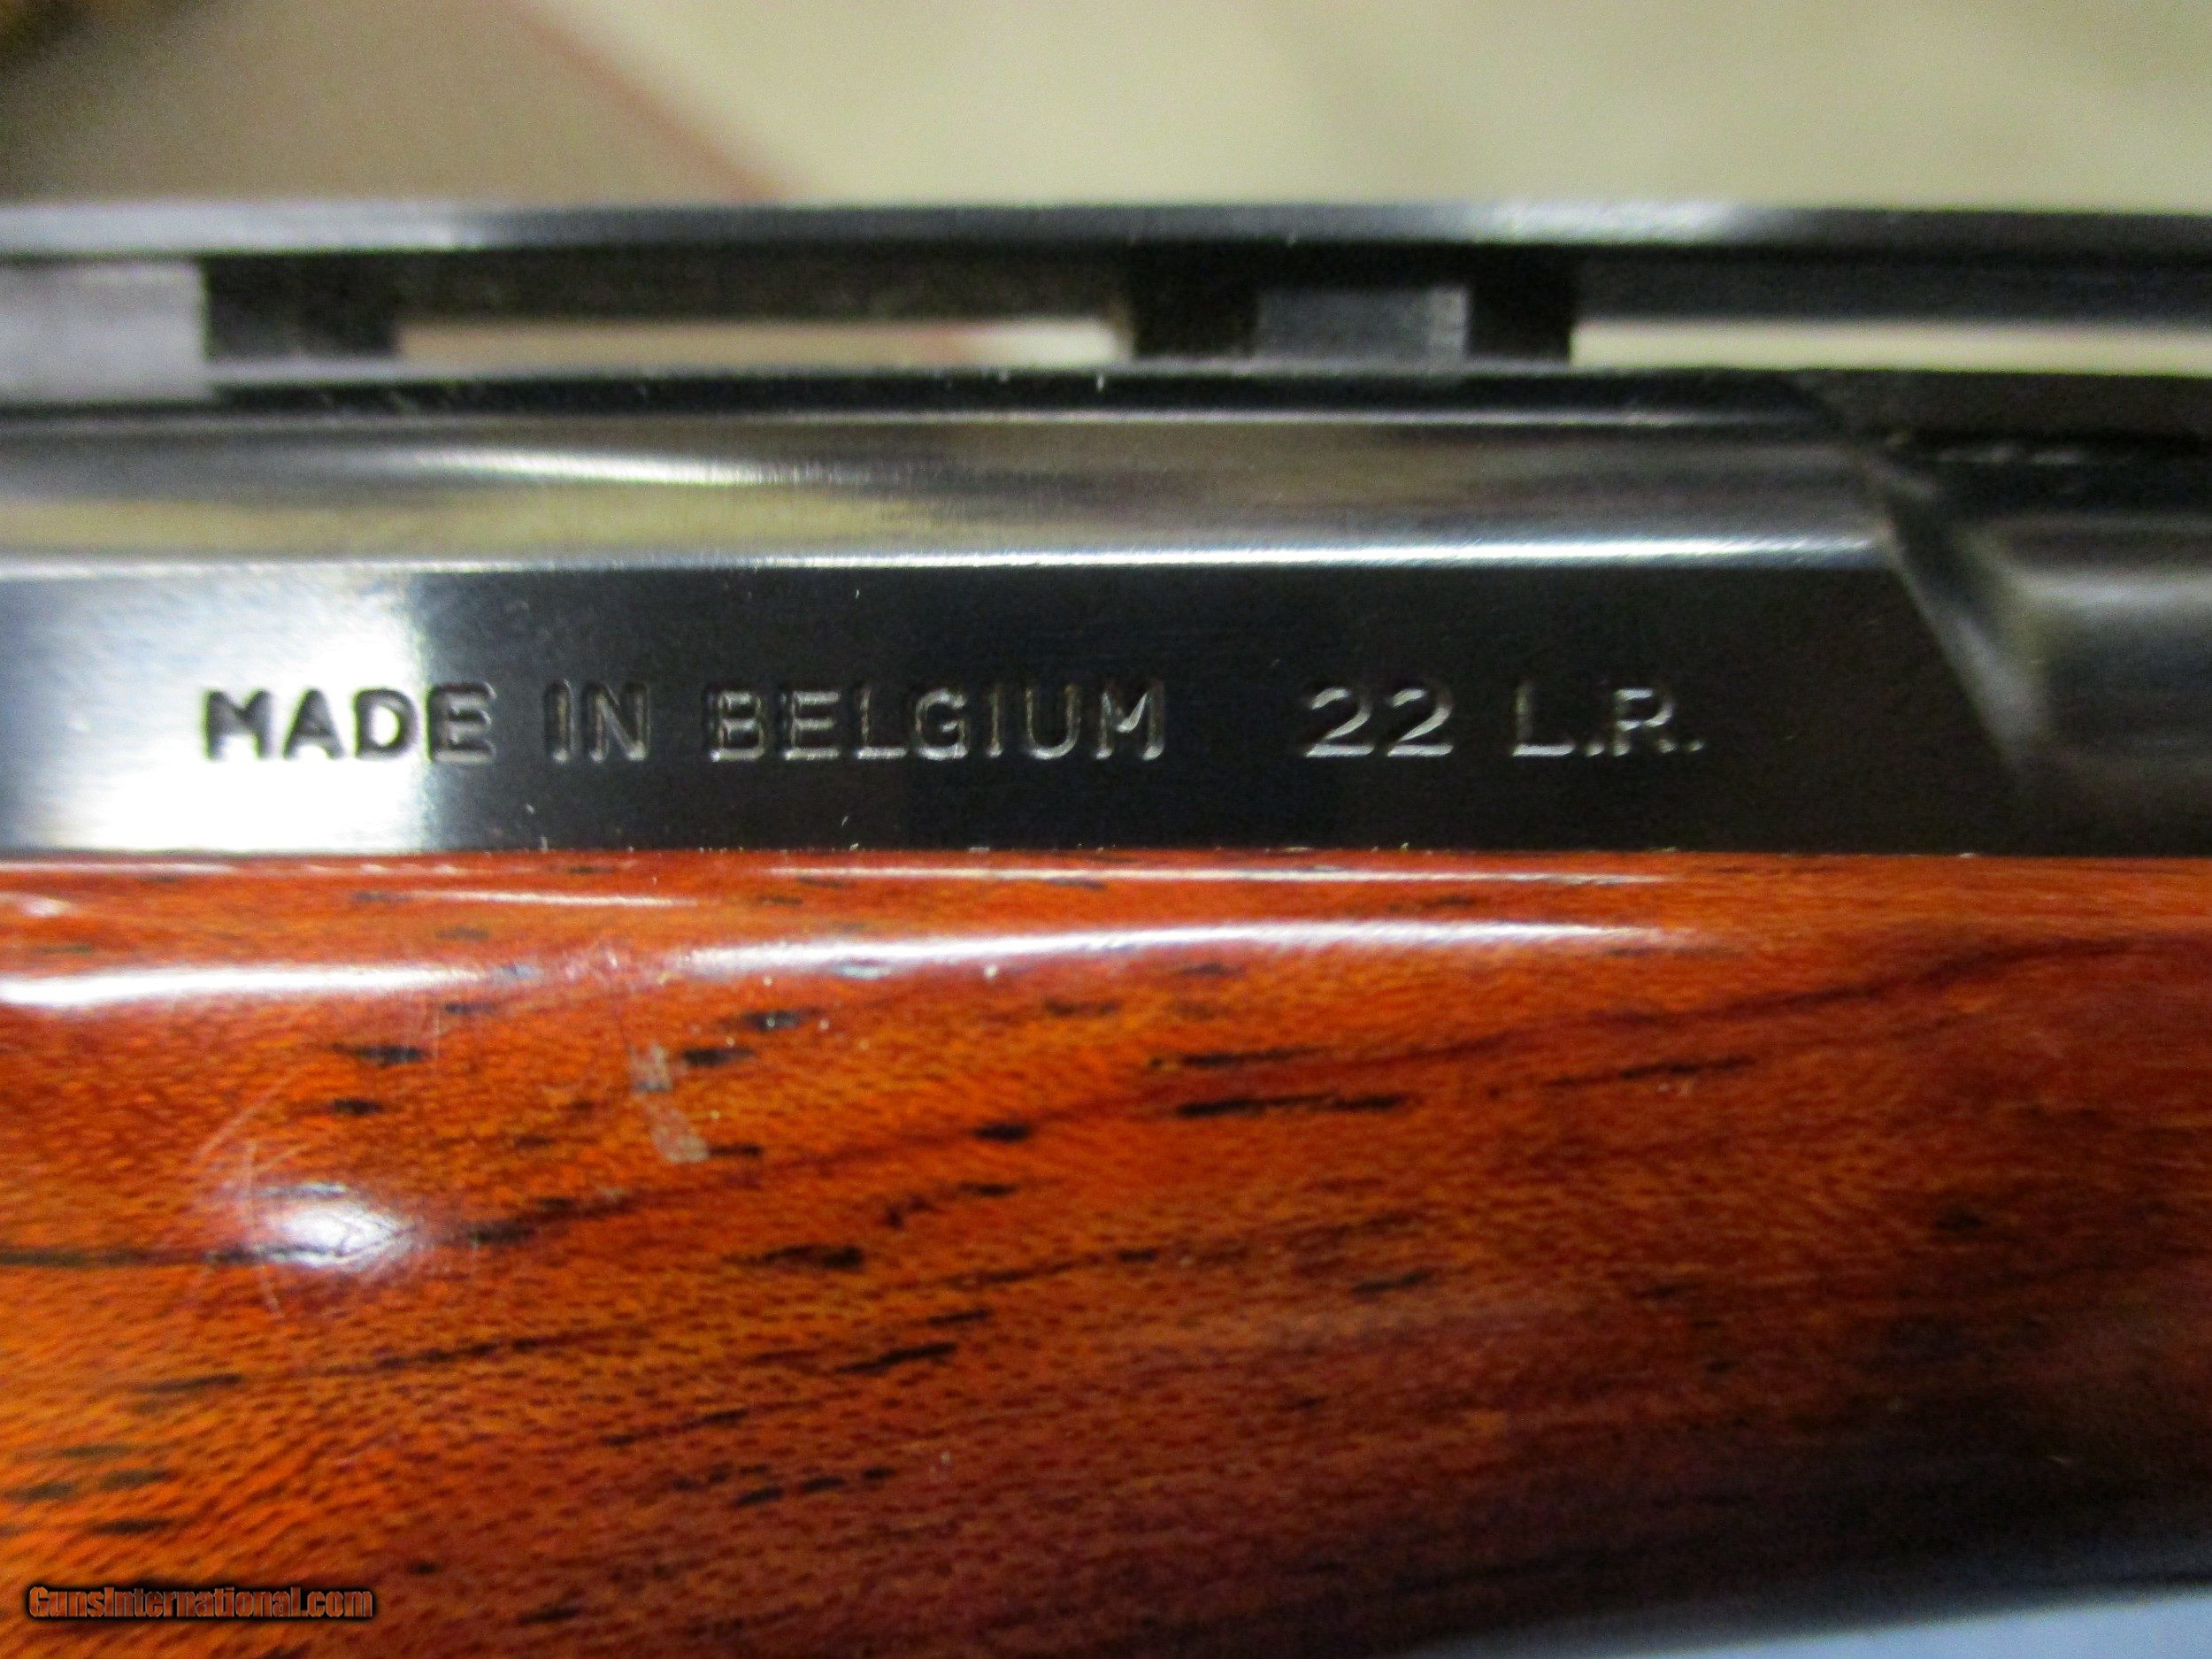 MADE IN BELGIUM 22 L.R.
GunsInternational.com